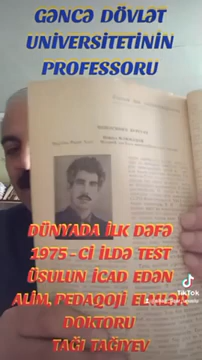 GƏNCƏ DÖVLƏT
UNİVERSİTETİNİN
PROFESSORU
DÜNYADA İLK DƏFƏ
1975-Cİ İLDƏ TEST
ÜSULUN İCAD EDƏN
ALİM, PEDAQOJİ ELMLƏR
DOKTORU
TAĞI TAĞIYEV
TikTok